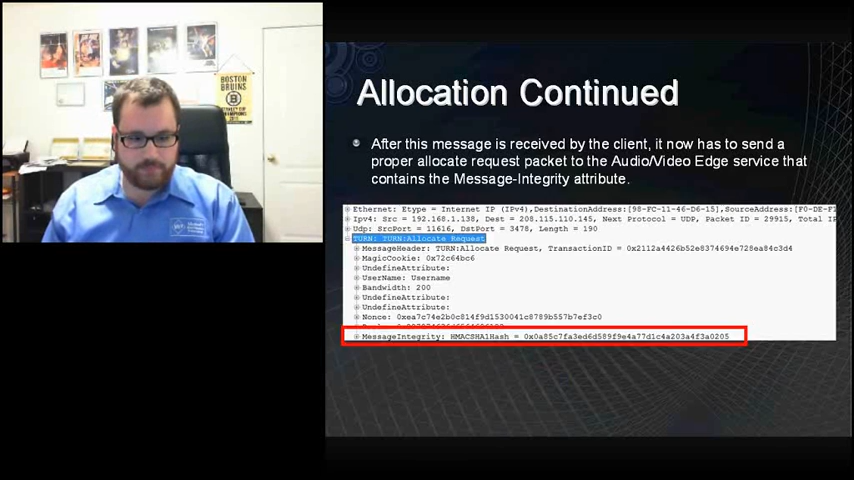 BOSTON
BRUINS
Allocation Continued
After this message is received by the client, it now has to send a
proper allocate request packet to the Audio/Video Edge service that
contains the Message-Integrity attribute.
Ethernet: Etype = Internet IP (IPv4),DestinationAddress:[98-FC-11-46-D6-15],SourceAddress:[F0-DE-F1
Ipv4: Src = 192.168.1.138, Dest = 208.115.110.145, Next Protocol = UDP, Packet ID = 29915, Total IP
Udp: SrcPort = 11616, DstPort = 3478, Length = 190
TURN: TURN:Allocate Request
MessageHeader: TURN:Allocate Request, TransactionID = 0x2112a4426b52e8374694e728ea84c3d4
MagicCookie: 0x72c64bc6
UndefineAttribute:
UserName: Username
Bandwidth: 200
UndefineAttribute:
UndefineAttribute:
Nonce: 0xea7c74e2b0c814f9d1530041c8789b557b7ef3c0
MessageIntegrity: HMACSHA1Hash = 0x0a85c7fa3ed6d589f9e4a77d1c4a203a4f3a0205